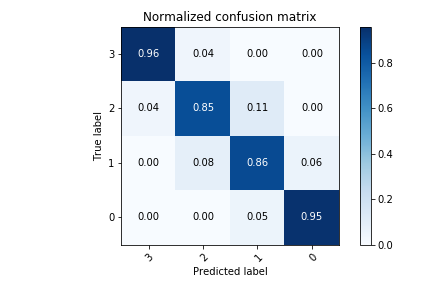 Normalized confusion matrix
3 0.96 0.04 0.00 0.00
2 0.04 0.85 0.11 0.00
1 0.00 0.08 0.86 0.06
0 0.00 0.00 0.05 0.95
3 2 1 0
True label
Predicted label
0.8
0.6
0.4
0.2
0.0